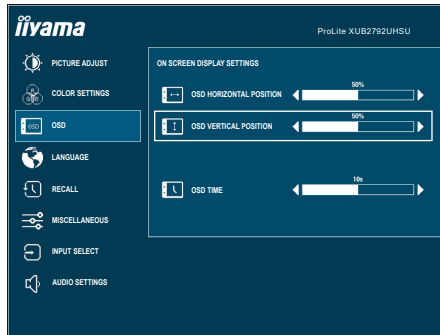 iiyama
ProLite XUB2792UHSU
PICTURE ADJUST
COLOR SETTINGS
OSD
LANGUAGE
RECALL
MISCELLANEOUS
INPUT SELECT
AUDIO SETTINGS
ON SCREEN DISPLAY SETTINGS
OSD HORIZONTAL POSITION
50%
OSD VERTICAL POSITION
50%
OSD TIME
10s
R
G
B
OSD